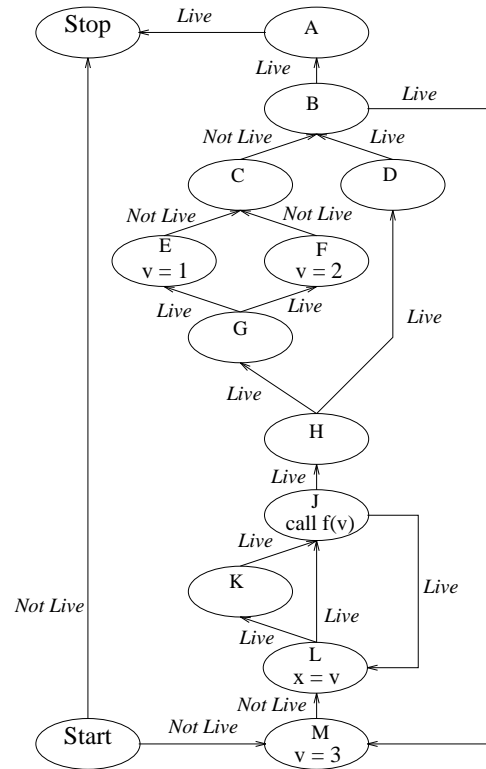 Stop
Live
A
Live
B
Live
Not Live
Live
C
D
Not Live
Not Live
E
v = 1
F
v = 2
Live
Live
G
Live
Live
H
Live
J
call f(v)
Live
K
Live
Live
Live
Not Live
L
x = v
Not Live
Start
Not Live
M
v = 3